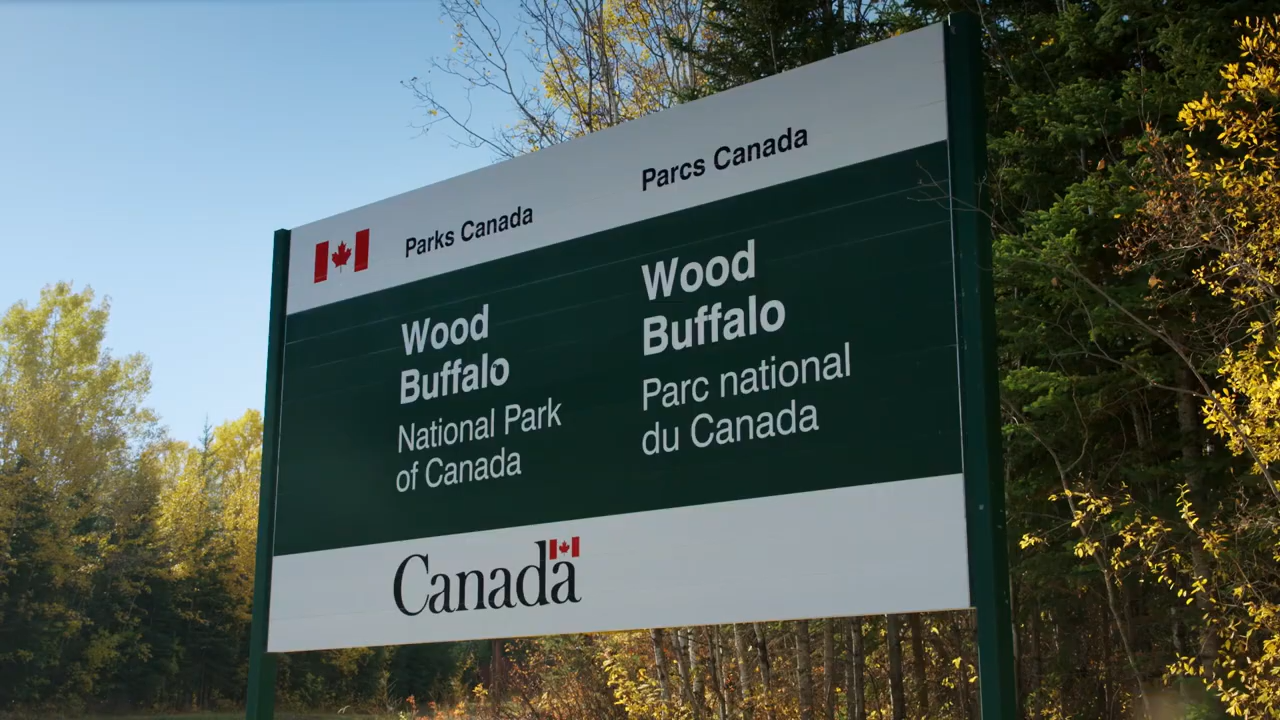 Parks Canada
Parcs Canada
Wood
Buffalo
National Park
of Canada
Wood
Buffalo
Parc national
du Canada
Canada